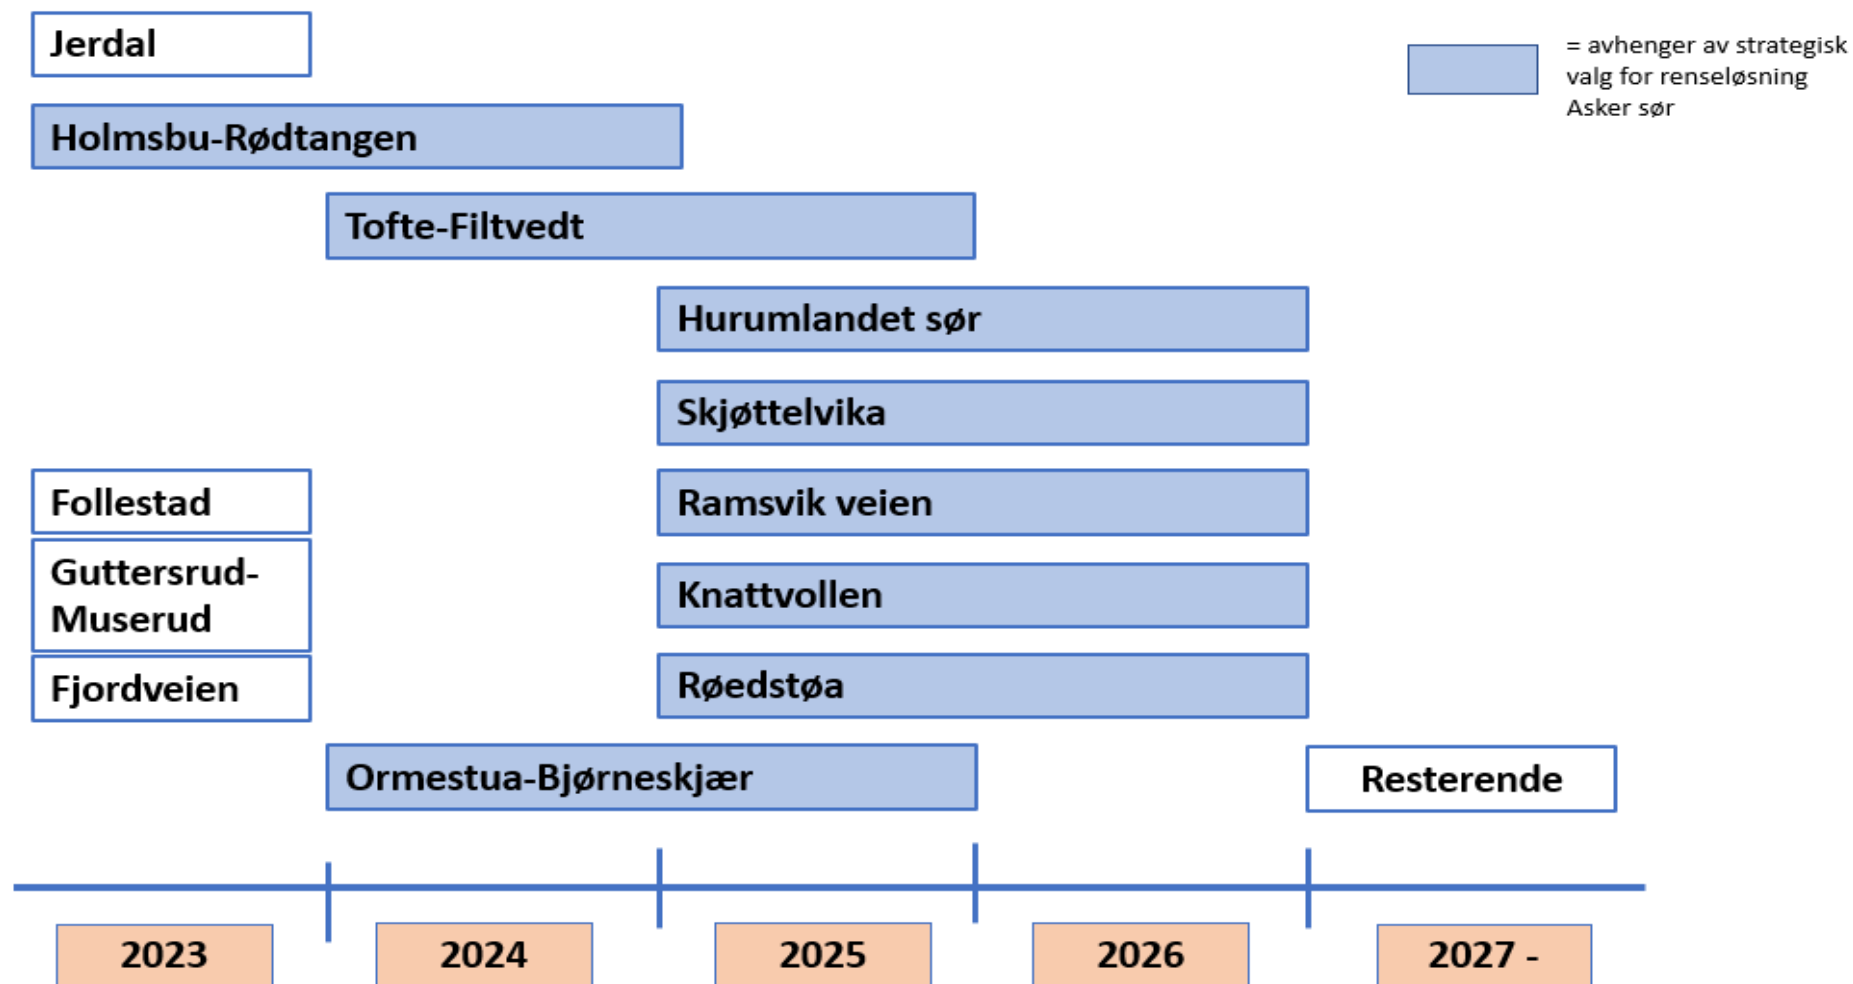 Jerdal
= avhenger av strategisk
valg for renseløsning
Asker sør
Holmsbu-Rødtangen
Tofte-Filtvedt
Hurumlandet sør
Skjøttelvika
Follestad
Ramsvik veien
Guttersrud-
Muserud
Knattvollen
Fjordveien
Røedstøa
Ormestua-Bjørneskjær
Resterende
2023
2024
2025
2026
2027 -